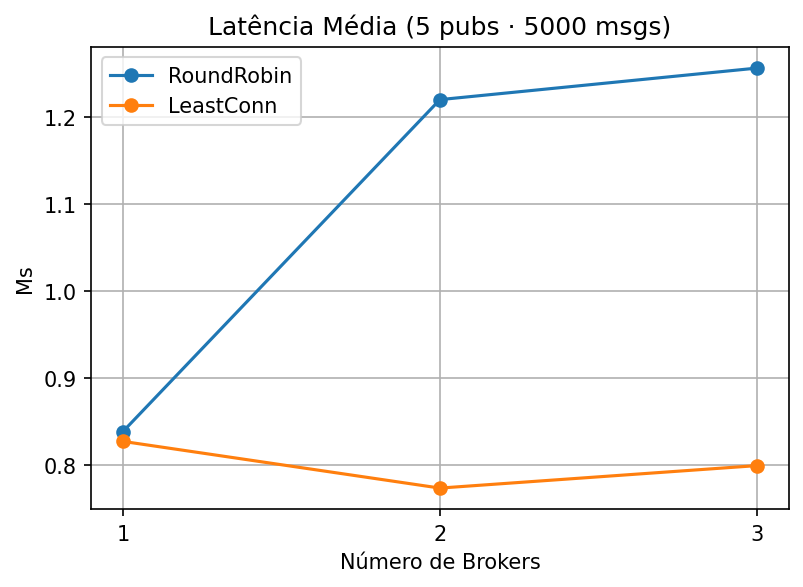 Latência Média (5 pubs · 5000 msgs)
RoundRobin
LeastConn
Ms
1.2
1.1
1.0
0.9
0.8
1 2 3
Número de Brokers